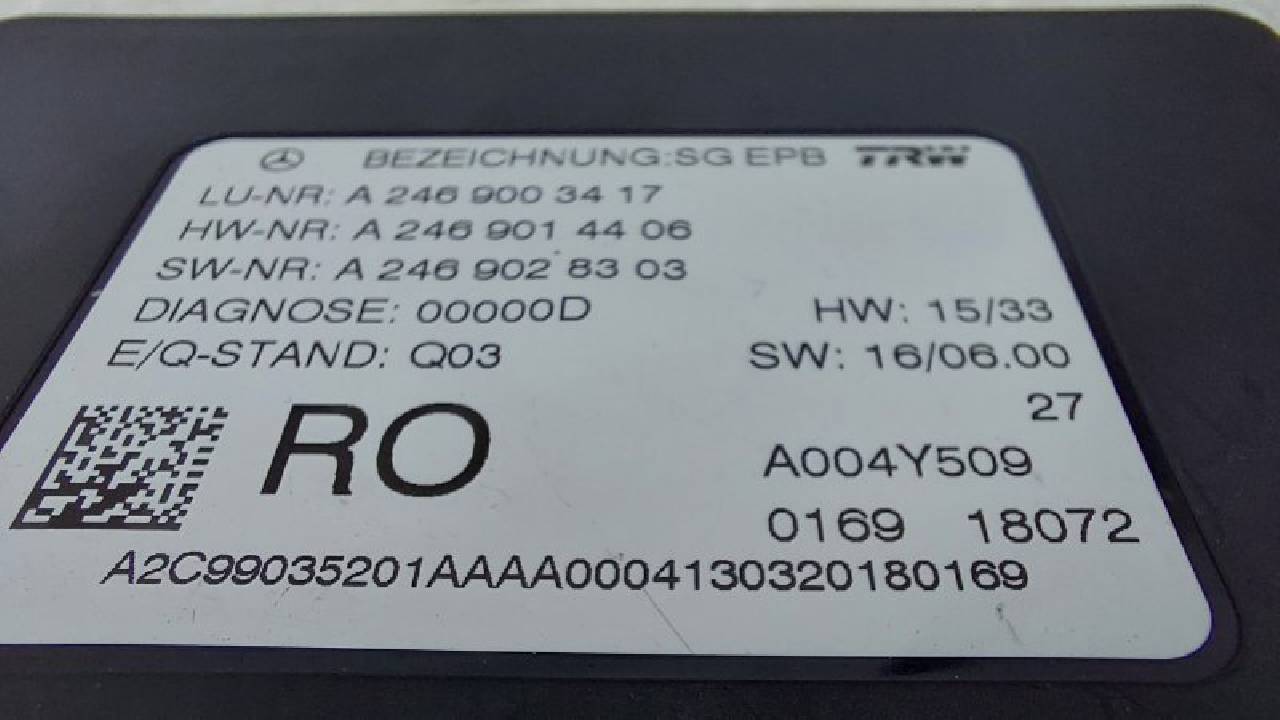 BEZEICHNUNG:SG EPB TRW
LU-NR: A 246 900 34 17
HW-NR: A 246 901 44 06
SW-NR: A 246 902 83 03
DIAGNOSE: 00000D HW: 15/33
E/Q-STAND: Q03 SW: 16/06.00
27
RO A004Y509
0169 18072
A2C99035201AAAA0004130320180169